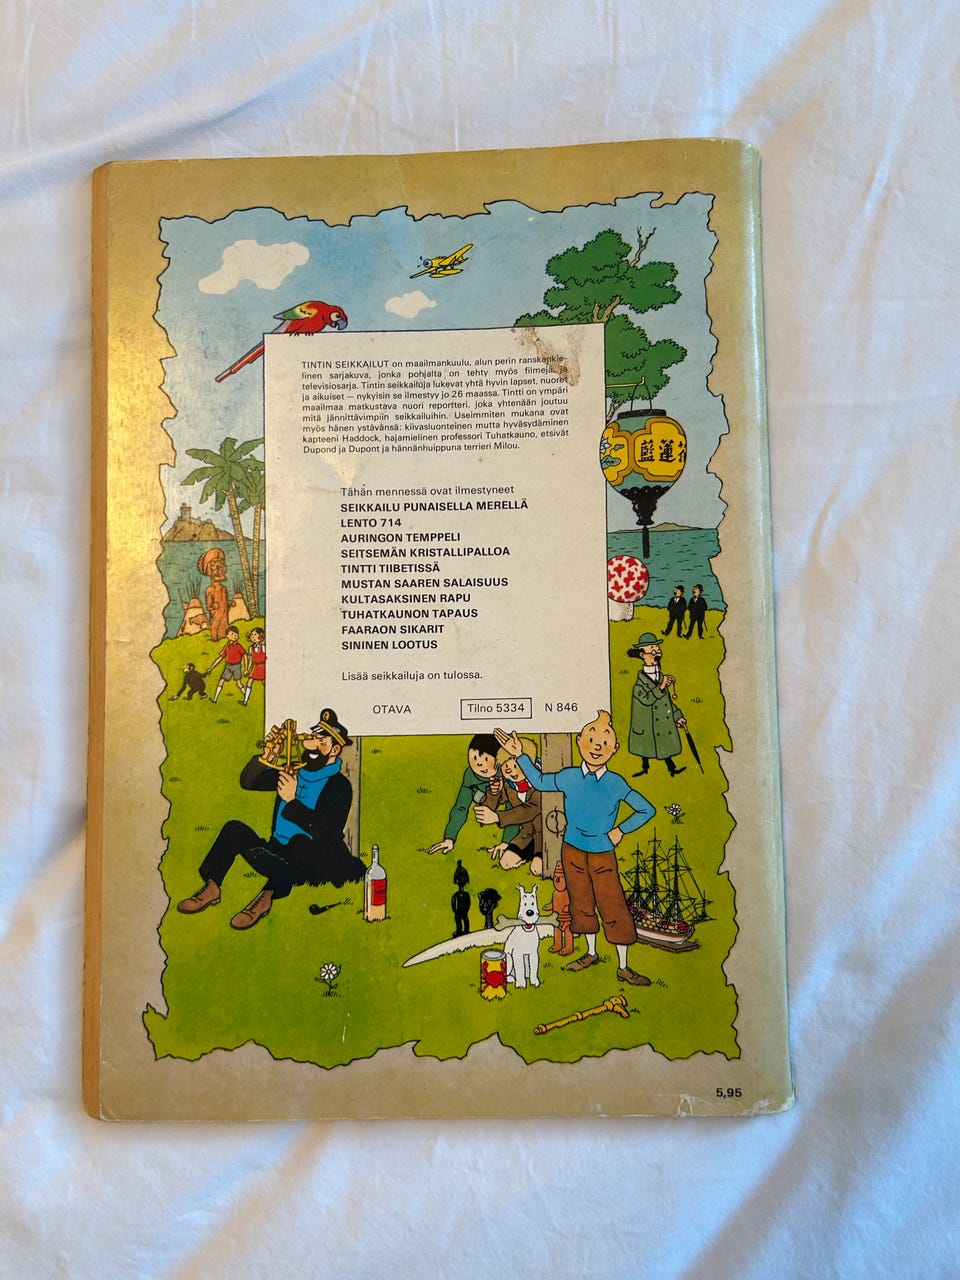 TINTIN SEIKKAILUT on maailmankuulu, alun perin ranskankie-
linen sarjakuva, jonka pohjalta on tehty myös filmejä, ja
televisiosarja. Tintin seikkailuja lukevat yhtä hyvin lapset, nuoret
ja aikuiset — nykyisin se ilmestyy jo 26 maassa. Tintti on ympäri
maailmaa matkustava nuori reportteri, joka yhtenään joutuu
mitä jännittävimpiin seikkailuihin. Useimmiten mukana ovat
myös hänen ystävänsä: kiivasluonteinen mutta hyväsydäminen
kapteeni Haddock, hajamielinen professori Tuhatkauno, etsivät
Dupond ja Dupont ja hännänhuippuna terrieri Milou.
Tähän mennessä ovat ilmestyneet
SEIKKAILU PUNAISELLA MERELLÄ
LENTO 714
AURINGON TEMPPELI
SEITSEMÄN KRISTALLIPALLOA
TINTTI TIIBETISSÄ
MUSTAN SAAREN SALAISUUS
KULTASAKSINEN RAPU
TUHATKAUNON TAPAUS
FAARAON SIKARIT
SININEN LOOTUS
Lisää seikkailuja on tulossa.
OTAVA Tilno 5334 N 846
藍蓮花
5,95